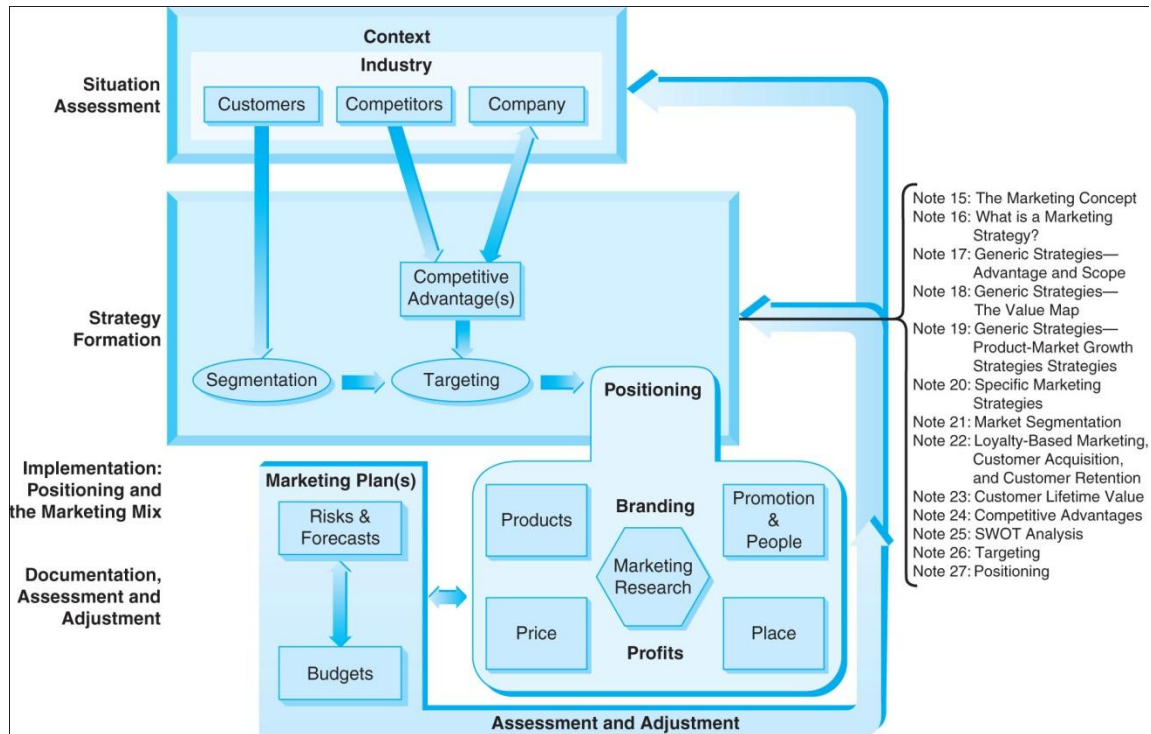 Context
Industry
Situation
Assessment
Customers
Competitors
Company
Strategy
Formation
Competitive
Advantage(s)
Segmentation
Targeting
Positioning
Implementation:
Positioning and
the Marketing Mix
Documentation,
Assessment and
Adjustment
Marketing Plan(s)
Risks &
Forecasts
Budgets
Products
Branding
Promotion
&
People
Marketing
Research
Price
Profits
Place
Assessment and Adjustment
Note 15: The Marketing Concept
Note 16: What is a Marketing
Strategy?
Note 17: Generic Strategies—
Advantage and Scope
Note 18: Generic Strategies—
The Value Map
Note 19: Generic Strategies—
Product-Market Growth
Strategies Strategies
Note 20: Specific Marketing
Strategies
Note 21: Market Segmentation
Note 22: Loyalty-Based Marketing,
Customer Acquisition,
and Customer Retention
Note 23: Customer Lifetime Value
Note 24: Competitive Advantages
Note 25: SWOT Analysis
Note 26: Targeting
Note 27: Positioning